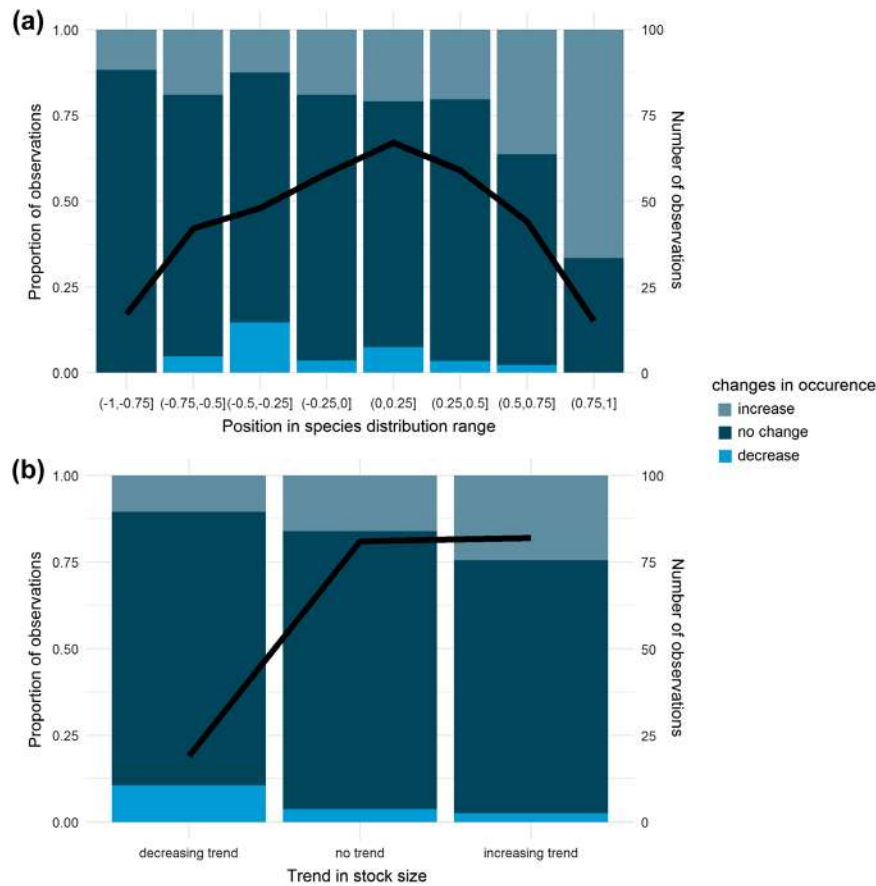 (a)
1.00
0.75
0.50
0.25
0.00
Proportion of observations
100
75
50
25
0
Number of observations
(-1,-0.75] (-0.75,-0.5] (-0.5,-0.25] (-0.25,0] (0,0.25] (0.25,0.5] (0.5,0.75] (0.75,1]
Position in species distribution range
changes in occurence
increase
no change
decrease
(b)
1.00
0.75
0.50
0.25
0.00
Proportion of observations
100
75
50
25
0
Number of observations
decreasing trend no trend increasing trend
Trend in stock size